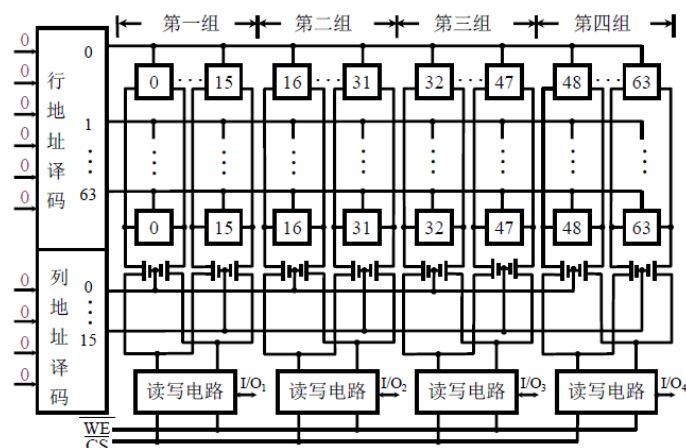 第一组 第二组 第三组 第四组
0 0
0 行 0 ··· 15 16 ··· 31 32 ··· 47 48 ··· 63
0 地
0 址 1
0 译
0 码 63
0 15 16 31 32 47 48 63
0 列 0
0 地
0 址 15
0 译
码 读写电路 I/O₁ 读写电路 I/O₂ 读写电路 I/O₃ 读写电路 I/O₄
W̅E̅
C̅S̅